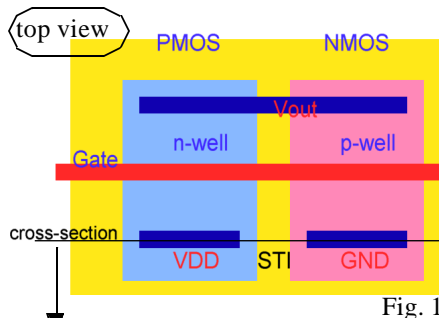 top view
PMOS NMOS
Vout
n-well p-well
Gate
cross-section
VDD STI GND
Fig. 1